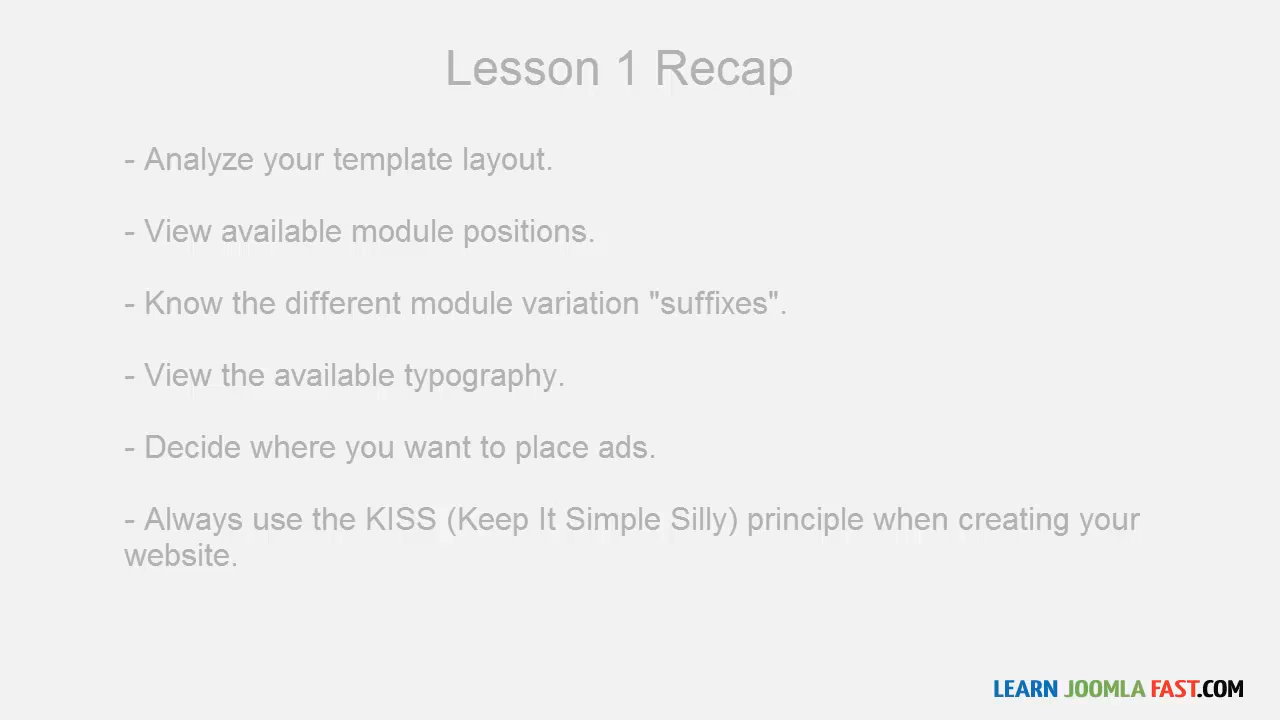 Lesson 1 Recap
- Analyze your template layout.
- View available module positions.
- Know the different module variation "suffixes".
- View the available typography.
- Decide where you want to place ads.
- Always use the KISS (Keep It Simple Silly) principle when creating your
website.
LEARN JOOMLA FAST.COM